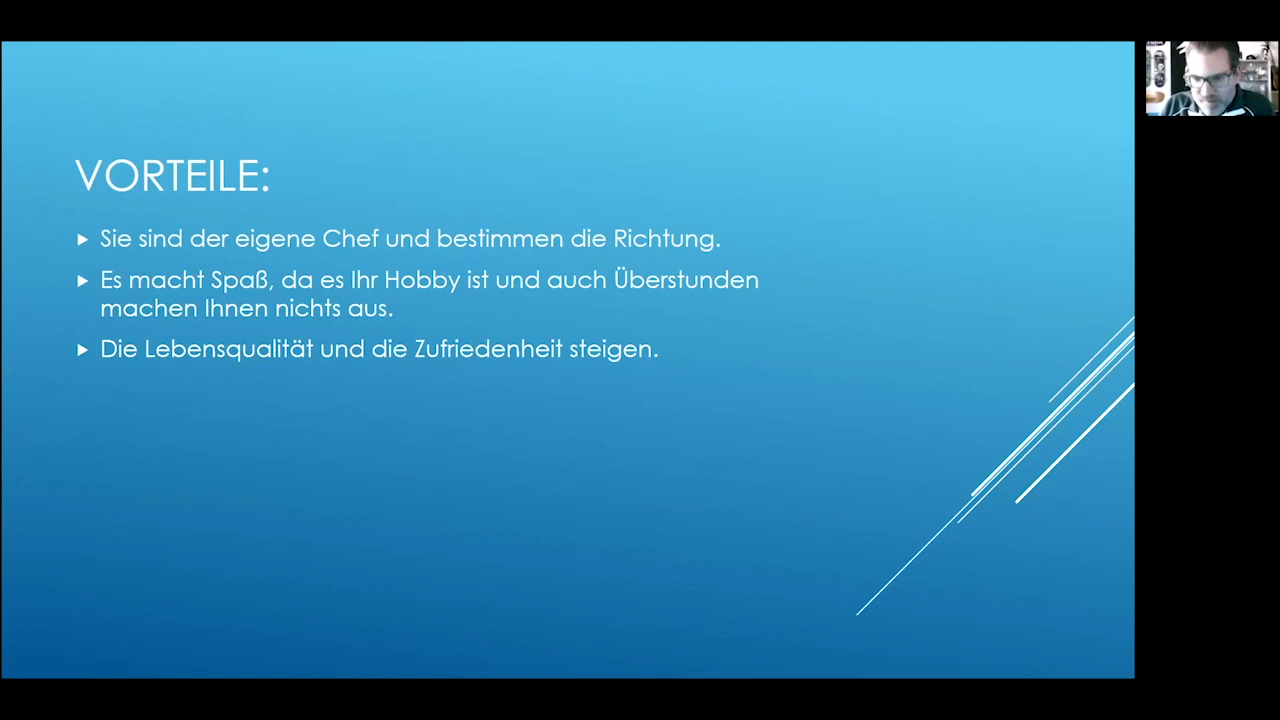 VORTEILE:
Sie sind der eigene Chef und bestimmen die Richtung.
Es macht Spaß, da es Ihr Hobby ist und auch Überstunden
machen Ihnen nichts aus.
Die Lebensqualität und die Zufriedenheit steigen.